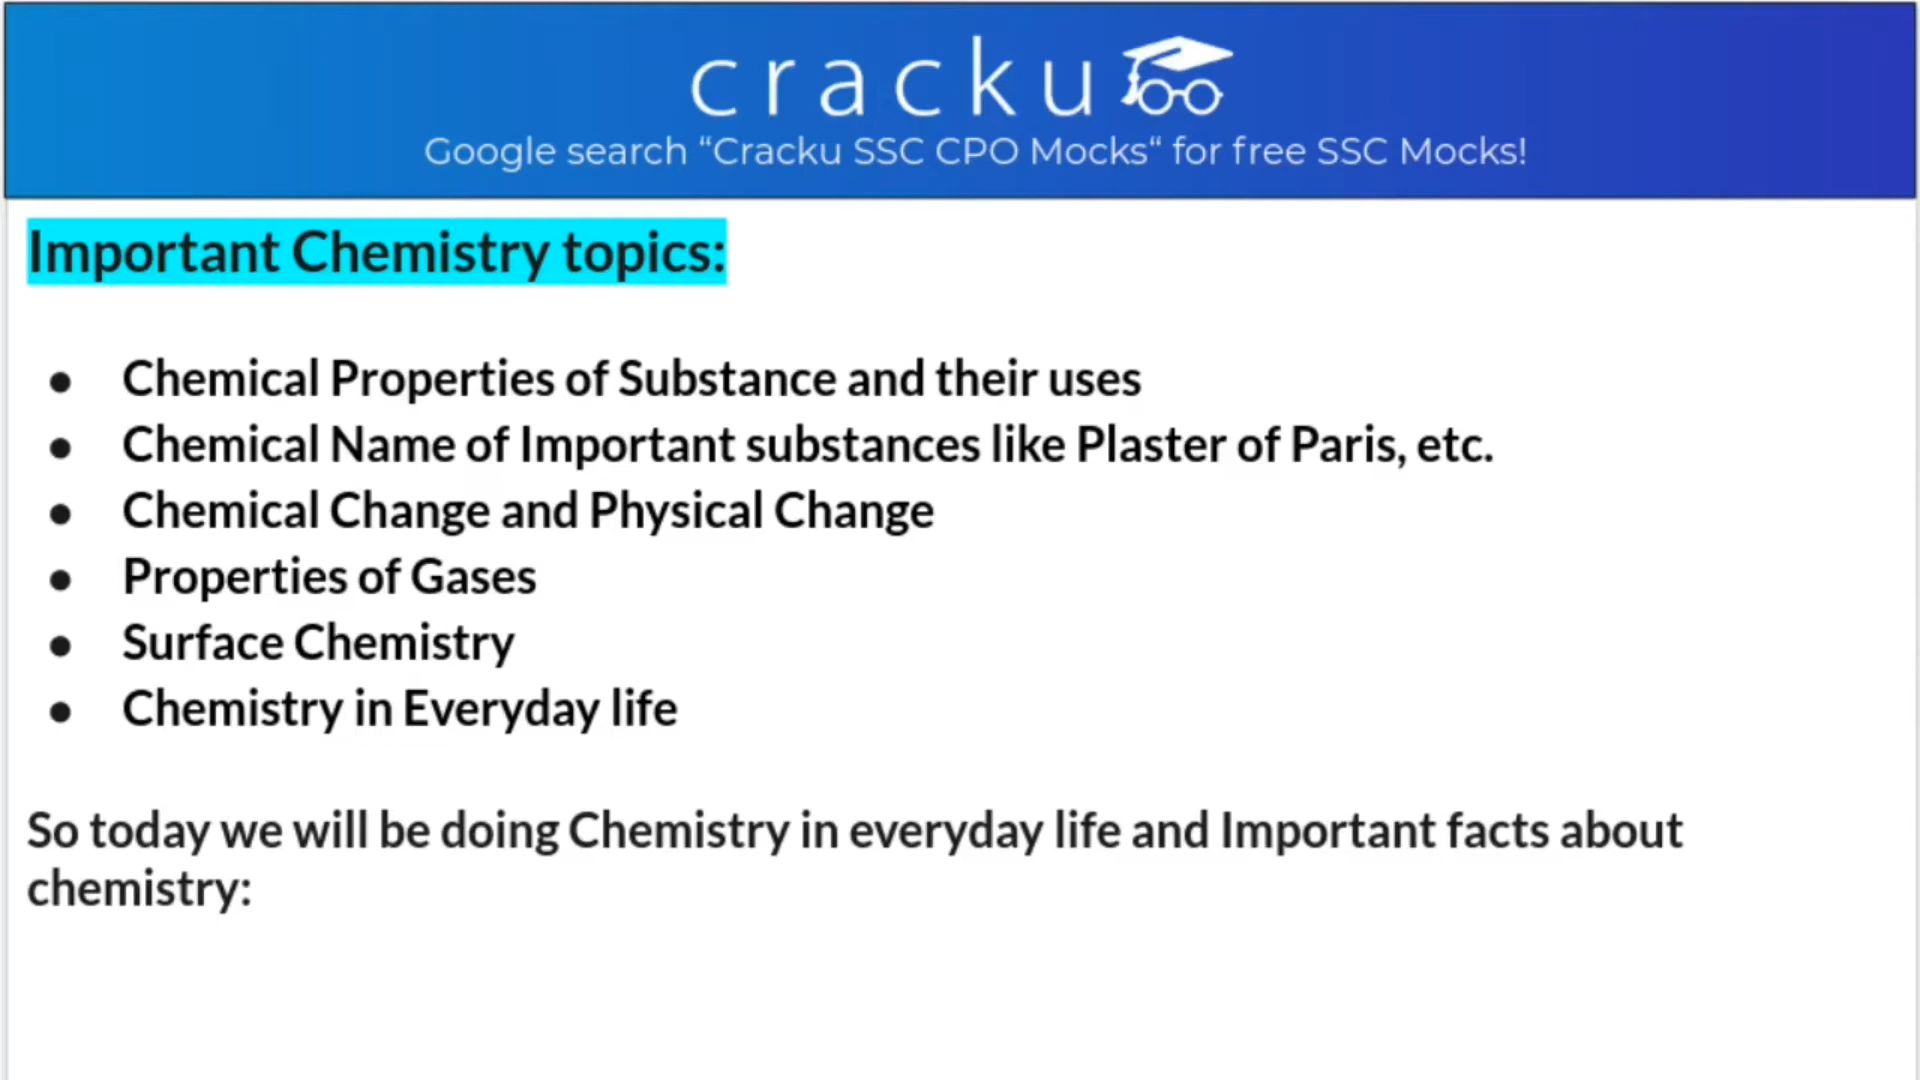 cracku
Google search “Cracku SSC CPO Mocks“ for free SSC Mocks!
Important Chemistry topics:
● Chemical Properties of Substance and their uses
● Chemical Name of Important substances like Plaster of Paris, etc.
● Chemical Change and Physical Change
● Properties of Gases
● Surface Chemistry
● Chemistry in Everyday life
So today we will be doing Chemistry in everyday life and Important facts about
chemistry: